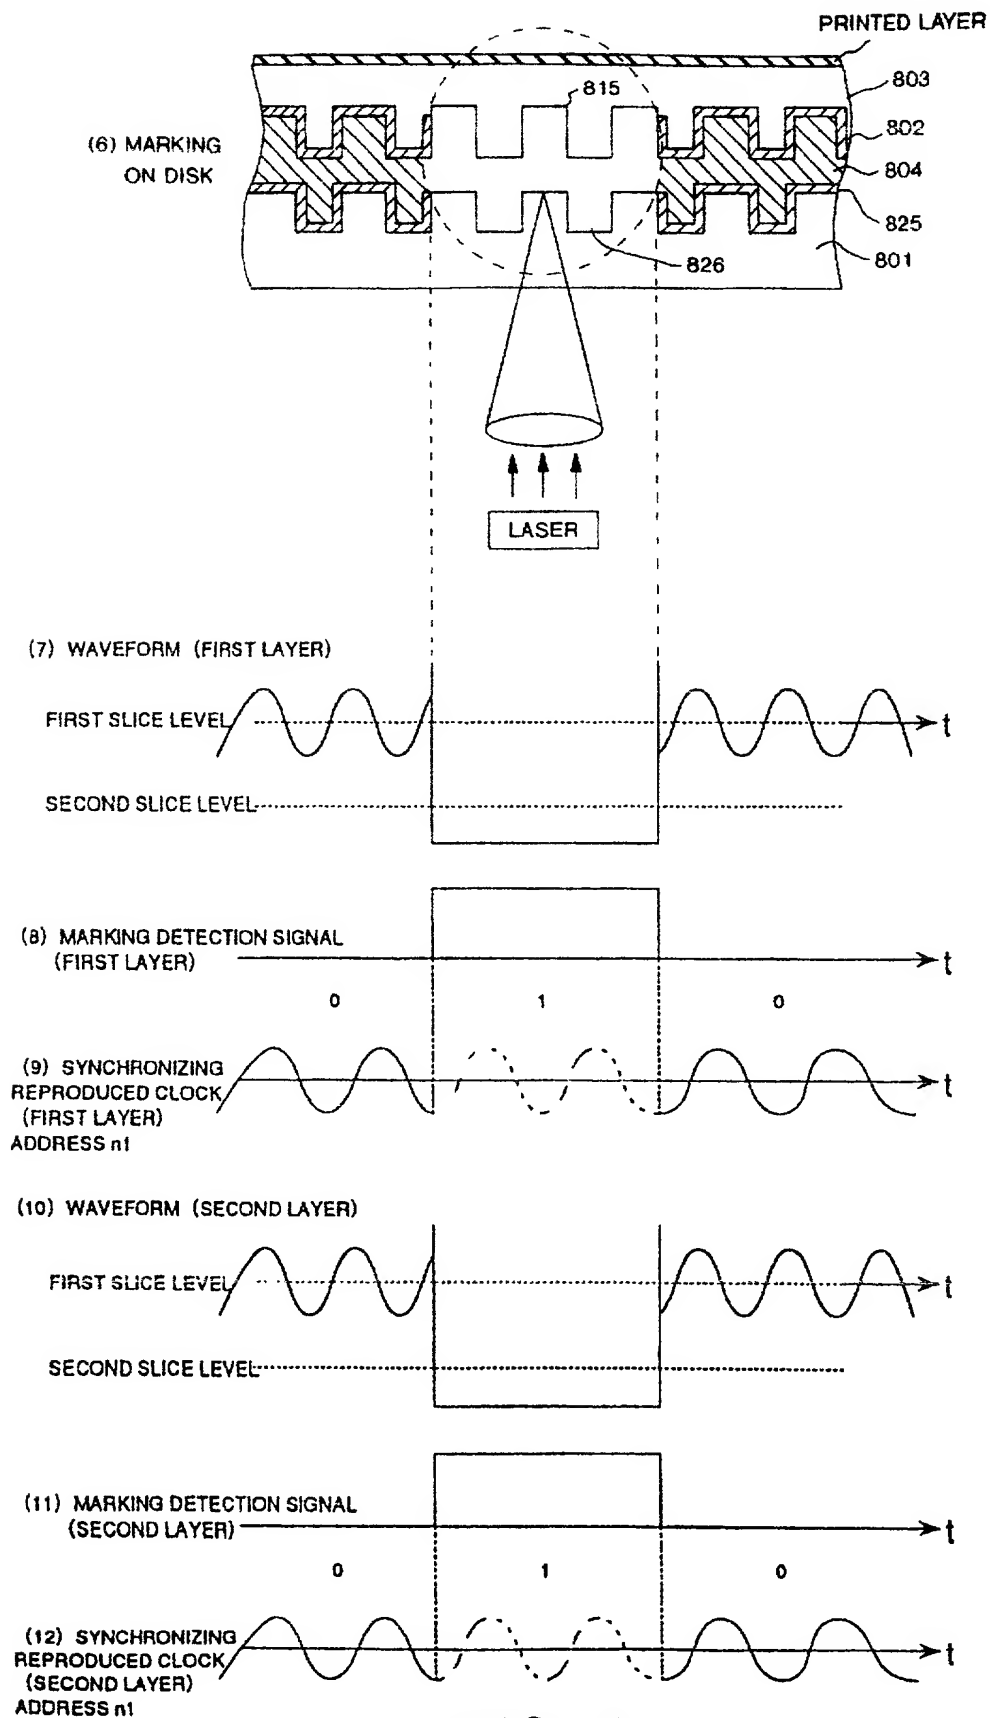 PRINTED LAYER
803
815
802
(6) MARKING
ON DISK
804
825
801
826
LASER
(7) WAVEFORM (FIRST LAYER)
FIRST SLICE LEVEL
t
SECOND SLICE LEVEL
(8) MARKING DETECTION SIGNAL
(FIRST LAYER)
t
0 1 0
(9) SYNCHRONIZING
REPRODUCED CLOCK
(FIRST LAYER)
ADDRESS n1
t
(10) WAVEFORM (SECOND LAYER)
FIRST SLICE LEVEL
t
SECOND SLICE LEVEL
(11) MARKING DETECTION SIGNAL
(SECOND LAYER)
t
0 1 0
(12) SYNCHRONIZING
REPRODUCED CLOCK
(SECOND LAYER)
ADDRESS n1
t